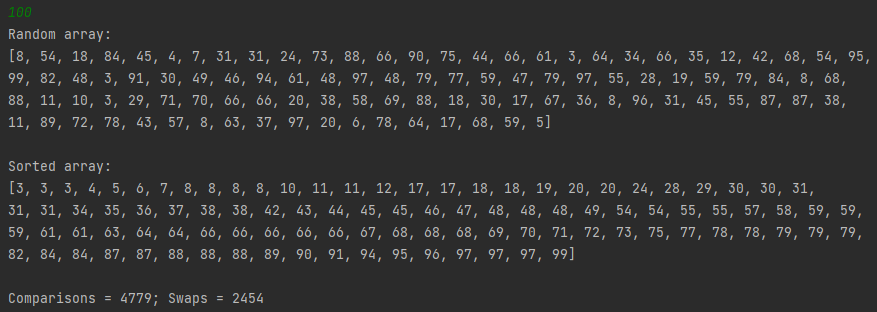 100
Random array:
[8, 54, 18, 84, 45, 4, 7, 31, 31, 24, 73, 88, 66, 90, 75, 44, 66, 61, 3, 64, 34, 66, 35, 12, 42, 68, 54, 95,
99, 82, 48, 3, 91, 30, 49, 46, 94, 61, 48, 97, 48, 79, 77, 59, 47, 79, 97, 55, 28, 19, 59, 79, 84, 8, 68,
88, 11, 10, 3, 29, 71, 70, 66, 66, 20, 38, 58, 69, 88, 18, 30, 17, 67, 36, 8, 96, 31, 45, 55, 87, 87, 38,
11, 89, 72, 78, 43, 57, 8, 63, 37, 97, 20, 6, 78, 64, 17, 68, 59, 5]
Sorted array:
[3, 3, 3, 4, 5, 6, 7, 8, 8, 8, 8, 10, 11, 11, 12, 17, 17, 18, 18, 19, 20, 20, 24, 28, 29, 30, 30, 31,
31, 31, 34, 35, 36, 37, 38, 38, 42, 43, 44, 45, 45, 46, 47, 48, 48, 48, 49, 54, 54, 55, 55, 57, 58, 59, 59,
59, 61, 61, 63, 64, 64, 66, 66, 66, 66, 66, 67, 68, 68, 68, 69, 70, 71, 72, 73, 75, 77, 78, 78, 79, 79, 79,
82, 84, 84, 87, 87, 88, 88, 88, 89, 90, 91, 94, 95, 96, 97, 97, 97, 99]
Comparisons = 4779; Swaps = 2454